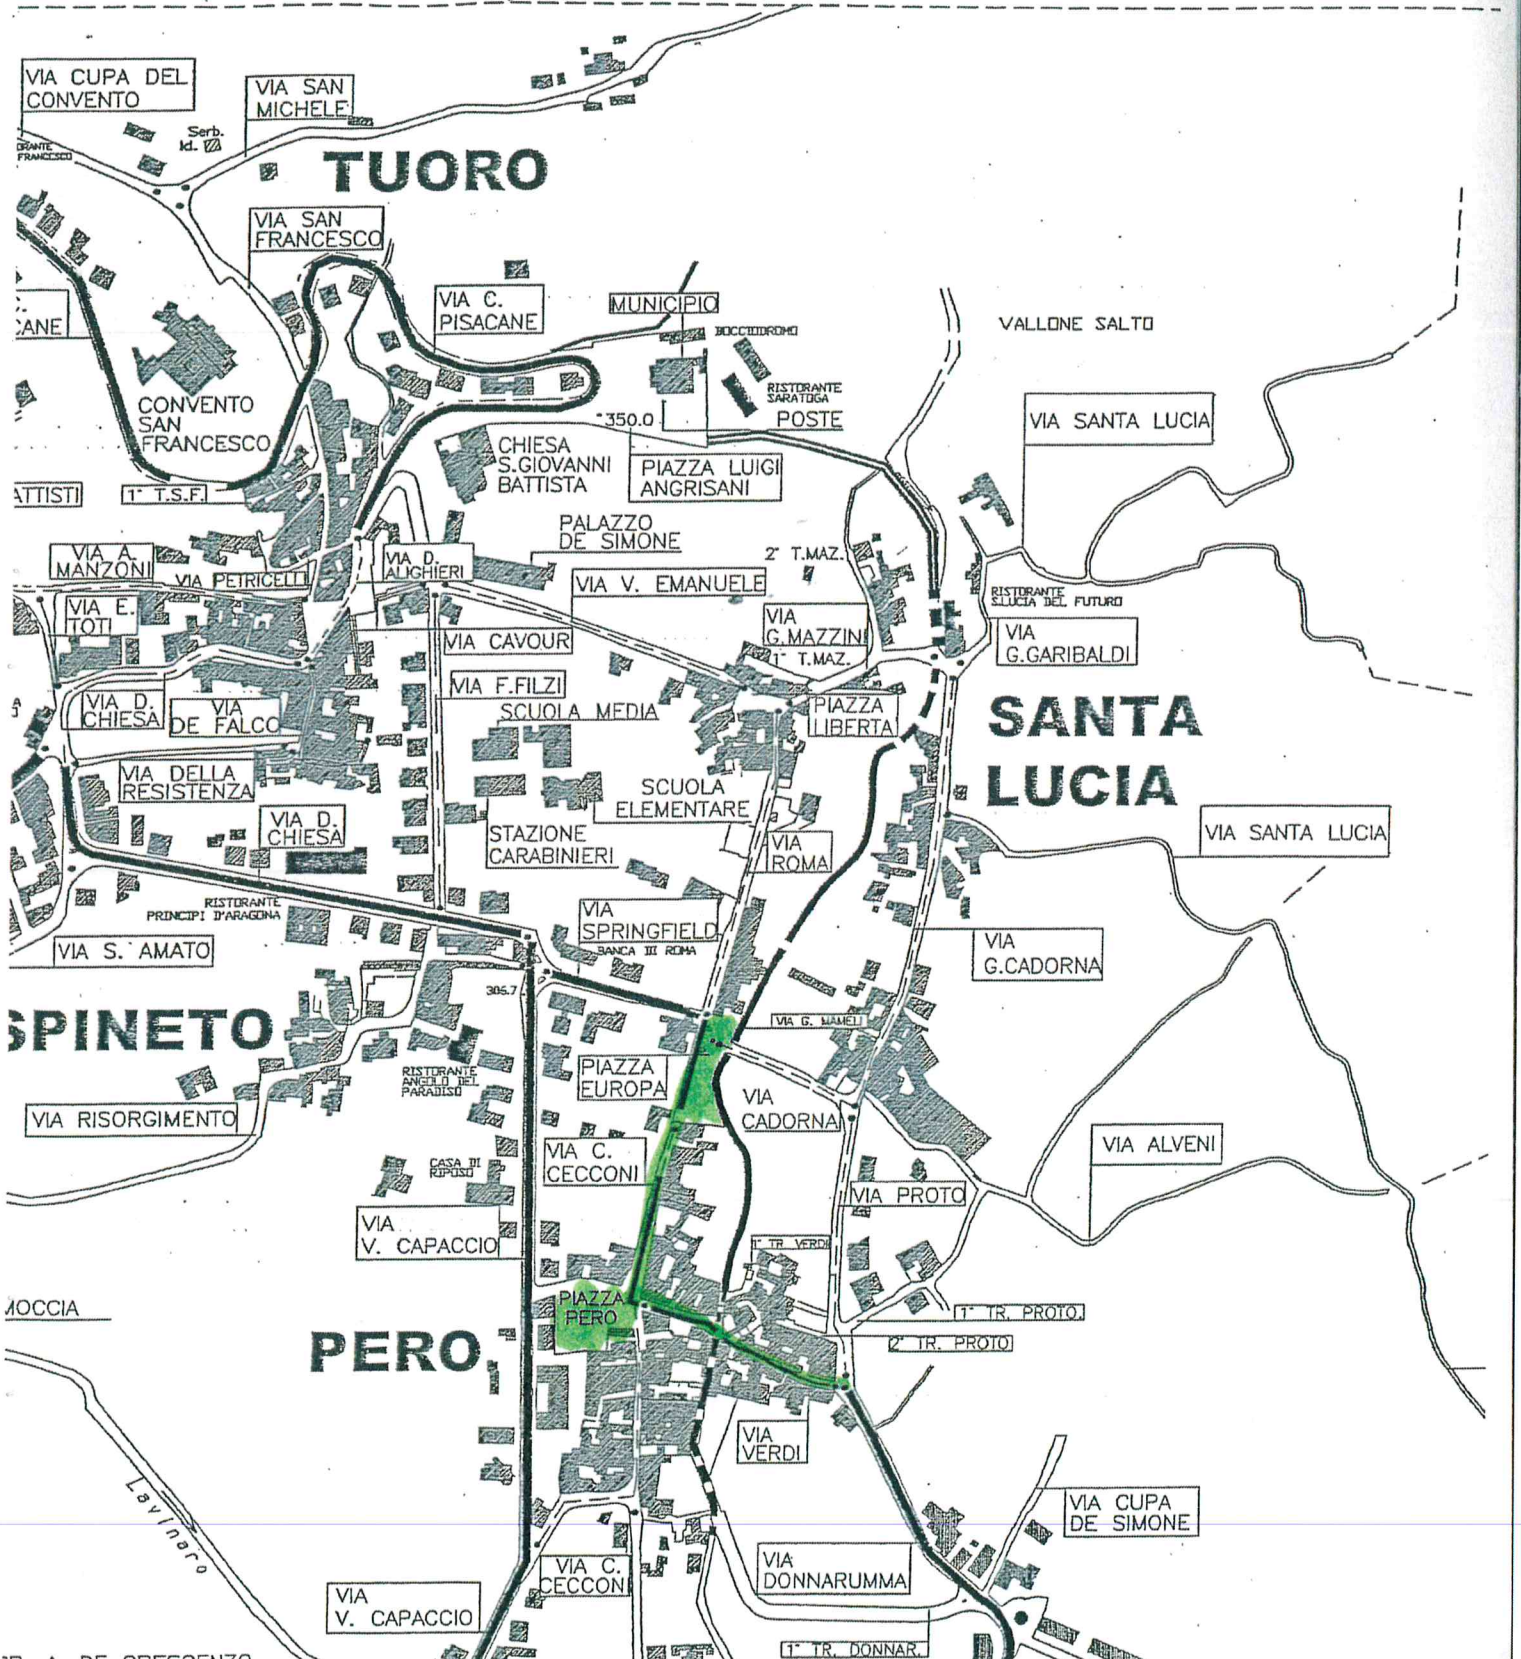 VIA CUPA DEL
CONVENTO
VIA SAN
MICHELE
Serb.
Id.
FRANCESCO
TUORO
VIA SAN
FRANCESCO
VIA C.
PISACANE
MUNICIPIO
BOCCIODROMO
VALLONE SALTO
CANE
RISTORANTE
SARATOGA
POSTE
350.0
VIA SANTA LUCIA
CONVENTO
SAN
FRANCESCO
CHIESA
S.GIOVANNI
BATTISTA
PIAZZA LUIGI
ANGRISANI
ATTISTI
1° T.S.F.
PALAZZO
DE SIMONE
VIA A.
MANZONI
VIA PETRICELLI
VIA D.
ALIGHIERI
2° T.MAZ.
VIA V. EMANUELE
RISTORANTE
S.LUCIA DEL FUTURO
VIA E.
TOTI
VIA CAVOUR
VIA
G.MAZZINI
1° T.MAZ.
VIA
G.GARIBALDI
VIA D.
CHIESA
VIA
DE FALCO
VIA F.FILZI
SCUOLA MEDIA
PIAZZA
LIBERTA
SANTA
LUCIA
VIA DELLA
RESISTENZA
SCUOLA
ELEMENTARE
VIA D.
CHIESA
STAZIONE
CARABINIERI
VIA
ROMA
VIA SANTA LUCIA
RISTORANTE
PRINCIPI D'ARAGONA
VIA
SPRINGFIELD
BANCA DI ROMA
VIA S. AMATO
VIA
G.CADORNA
SPINETO
VIA G. MAMELI
RISTORANTE
ANGOLO DEL
PARADISO
PIAZZA
EUROPA
VIA
CADORNA
VIA RISORGIMENTO
VIA ALVENI
VIA C.
CECCONI
CASA DI
RIPOSO
VIA PROTO
VIA
V. CAPACCIO
1° TR. VERDI
MOCCIA
PIAZZA
PERO
PERO
1° TR. PROTO.
2° TR. PROTO
VIA
VERDI
Lavinaro
VIA CUPA
DE SIMONE
VIA C.
CECCONI
VIA
DONNARUMMA
VIA
V. CAPACCIO
1° TR. DONNAR.
A. DE CRESCENZO